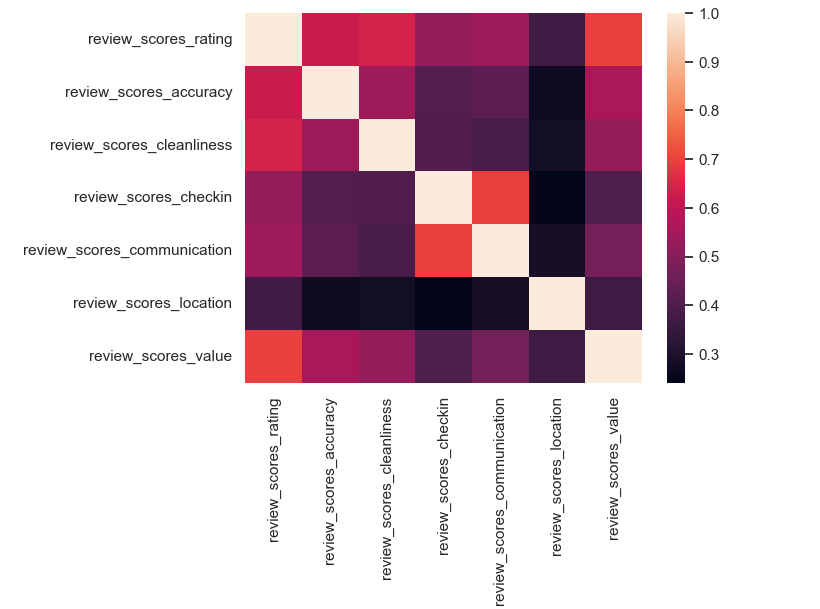 review_scores_rating
review_scores_accuracy
review_scores_cleanliness
review_scores_checkin
review_scores_communication
review_scores_location
review_scores_value
review_scores_rating
review_scores_accuracy
review_scores_cleanliness
review_scores_checkin
review_scores_communication
review_scores_location
review_scores_value
1.0
0.9
0.8
0.7
0.6
0.5
0.4
0.3